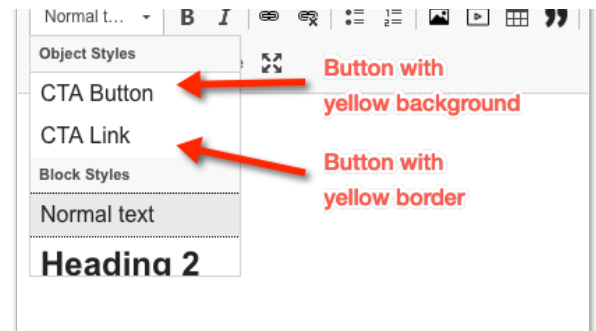 Normal t...
B I
Object Styles
CTA Button
CTA Link
Block Styles
Normal text
Heading 2
Button with
yellow background
Button with
yellow border